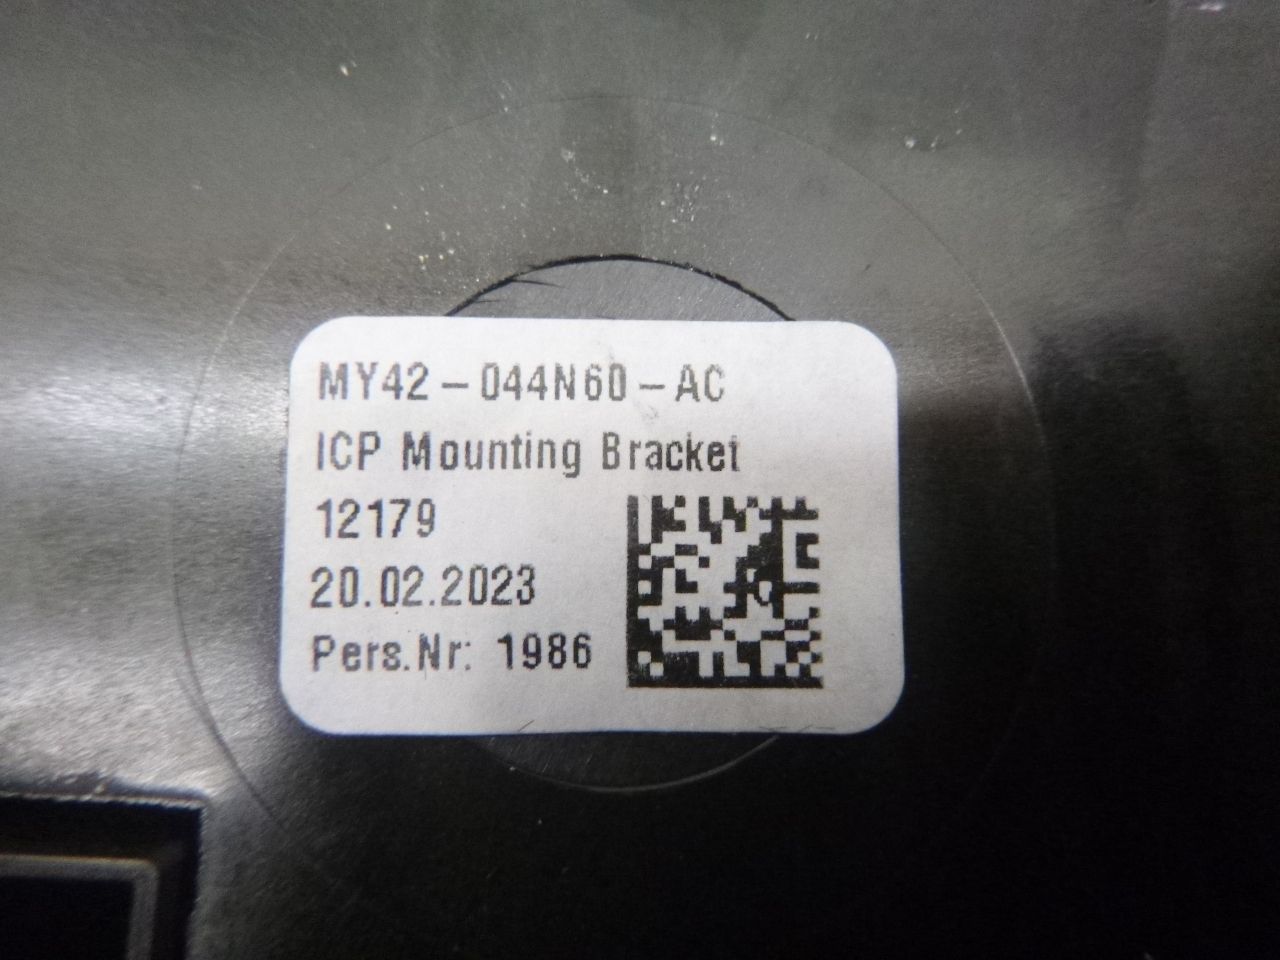 MY42-044N60-AC
ICP Mounting Bracket
12179
20.02.2023
Pers.Nr: 1986